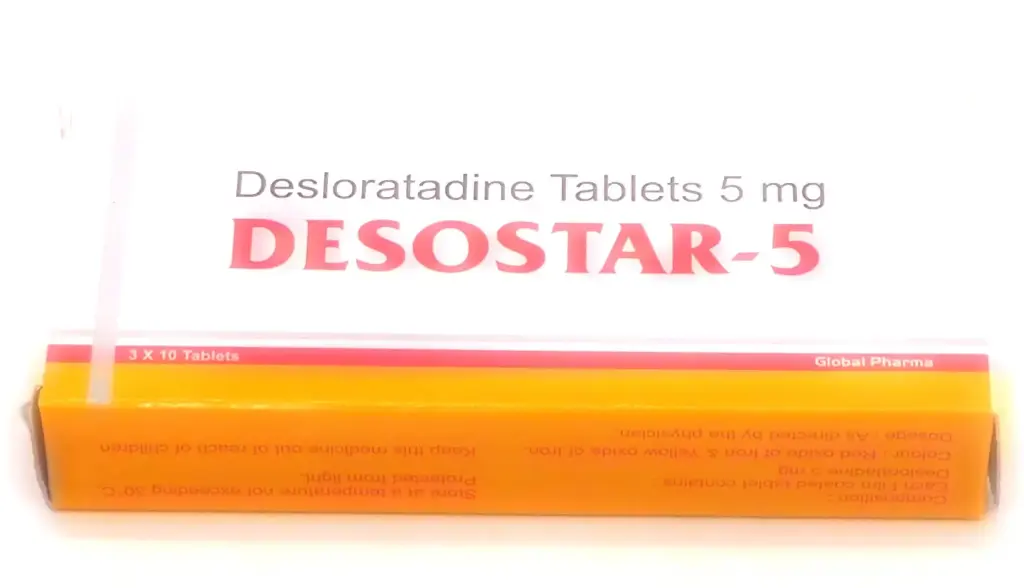 Desloratadine Tablets 5 mg
DESOSTAR-5
3 X 10 Tablets
Global Pharma
Composition :
Each Film coated tablet contains :
Desloratadine 5 mg
Colour : Red oxide of Iron & Yellow oxide of Iron.
Dosage : As directed by the physician.
Store at a temperature not exceeding 30°C
Protected from light.
Keep this medicine out of reach of children